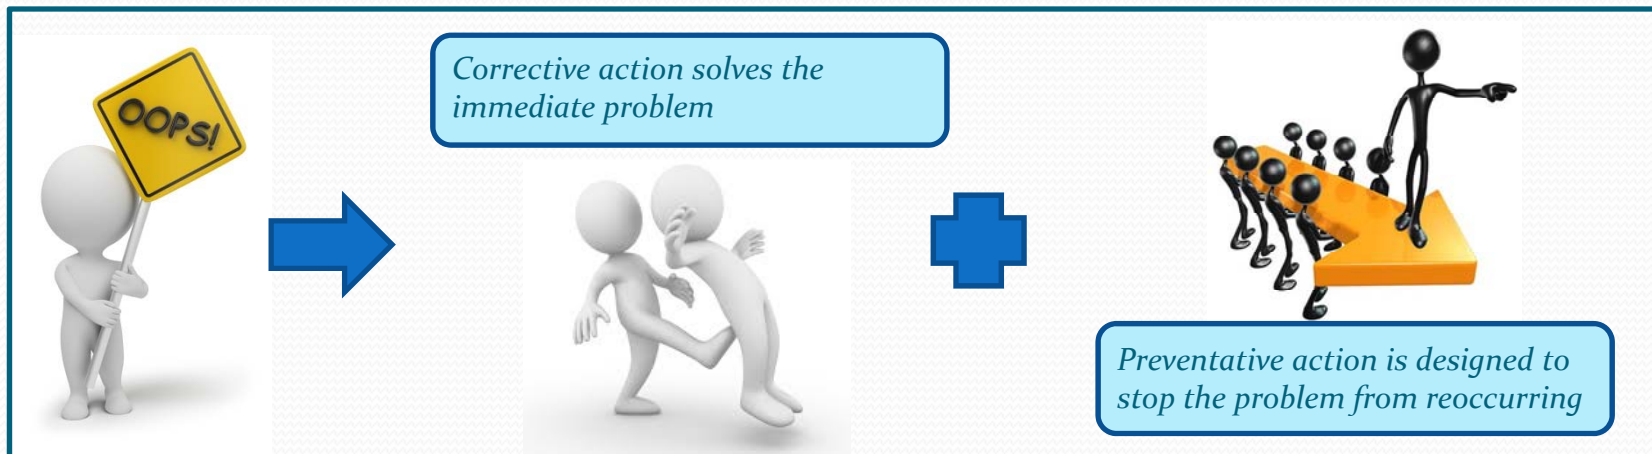 OOPS!
Corrective action solves the
immediate problem
Preventative action is designed to
stop the problem from reoccurring